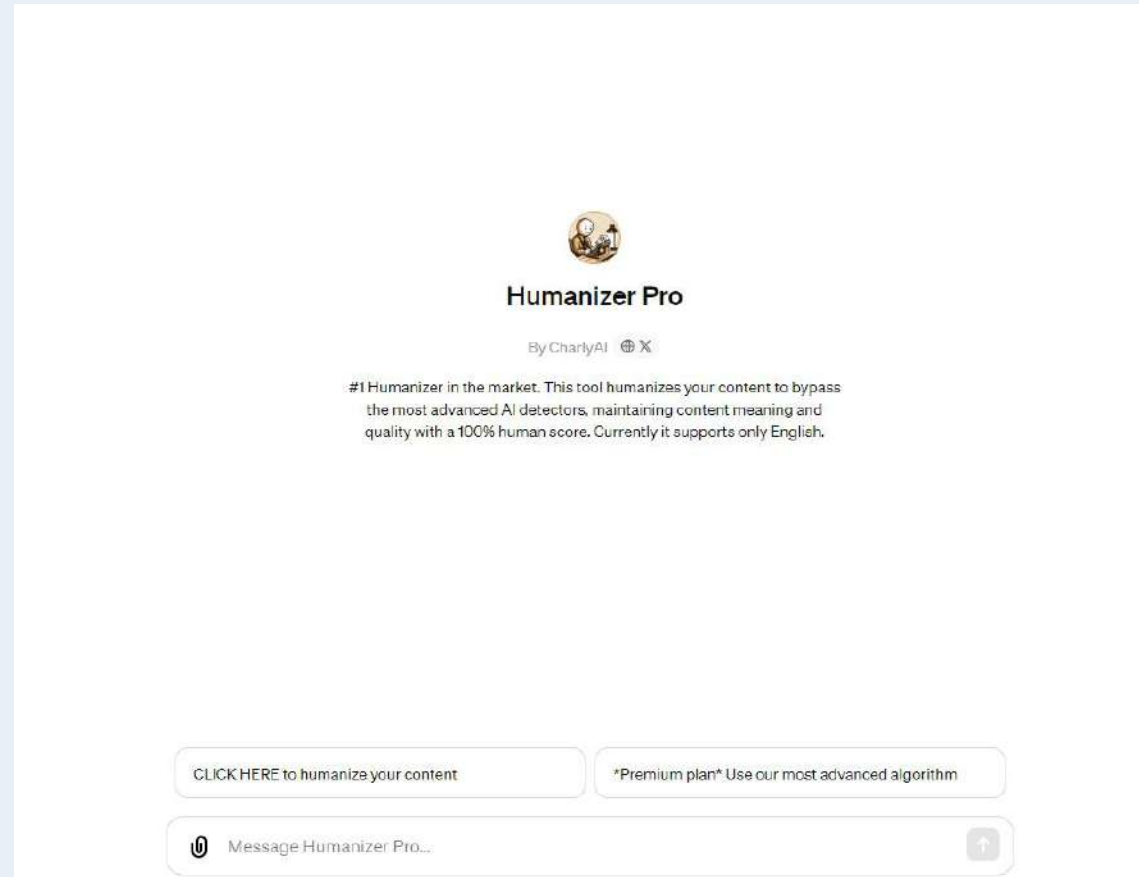 Humanizer Pro
By CharlyAI
#1 Humanizer in the market. This tool humanizes your content to bypass
the most advanced AI detectors, maintaining content meaning and
quality with a 100% human score. Currently it supports only English.
CLICK HERE to humanize your content
*Premium plan* Use our most advanced algorithm
Message Humanizer Pro...